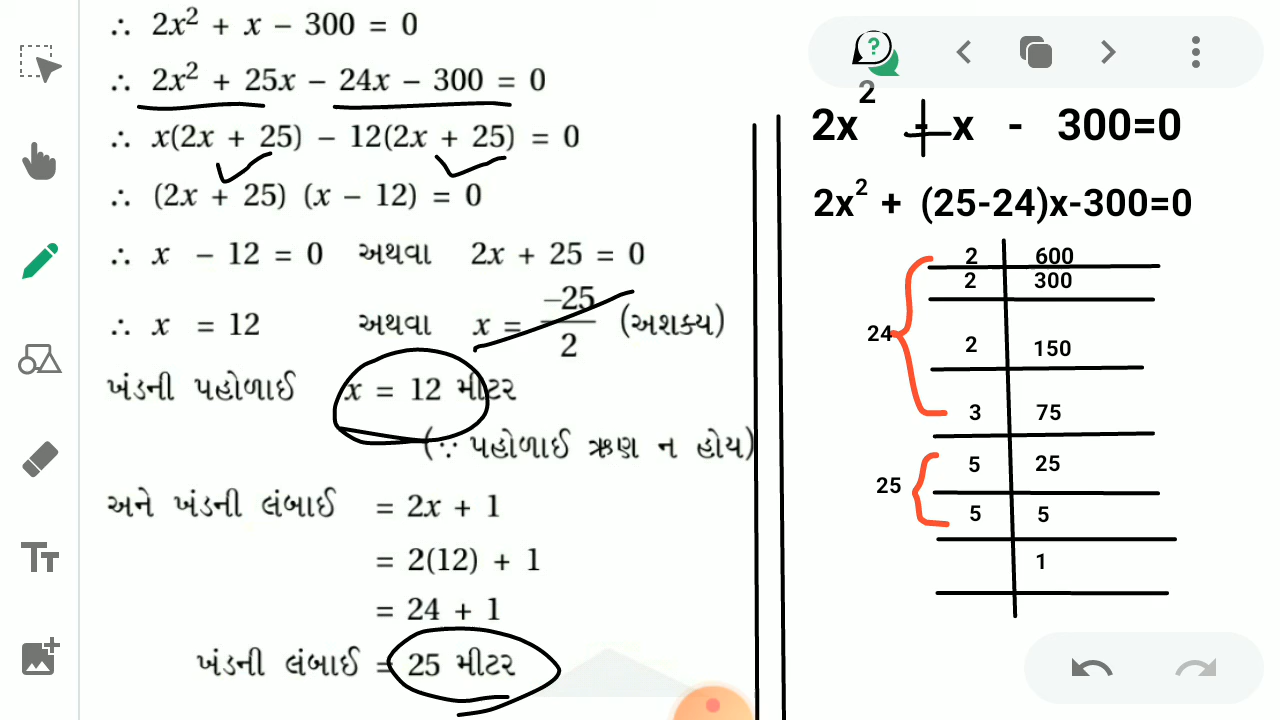 ∴ 2x² + x − 300 = 0
∴ 2x² + 25x − 24x − 300 = 0
∴ x(2x + 25) − 12(2x + 25) = 0
∴ (2x + 25) (x − 12) = 0
∴ x − 12 = 0 અથવા 2x + 25 = 0
∴ x = 12 અથવા x = −25/2 (અશક્ય)
ખંડની પહોળાઈ x = 12 મીટર
(∵ પહોળાઈ ઋણ ન હોય)
અને ખંડની લંબાઈ = 2x + 1
= 2(12) + 1
= 24 + 1
ખંડની લંબાઈ = 25 મીટર
?
2x² + x - 300=0
2x² + (25-24)x-300=0
2 600
2 300
24
2 150
3 75
5 25
25
5 5
1
TT